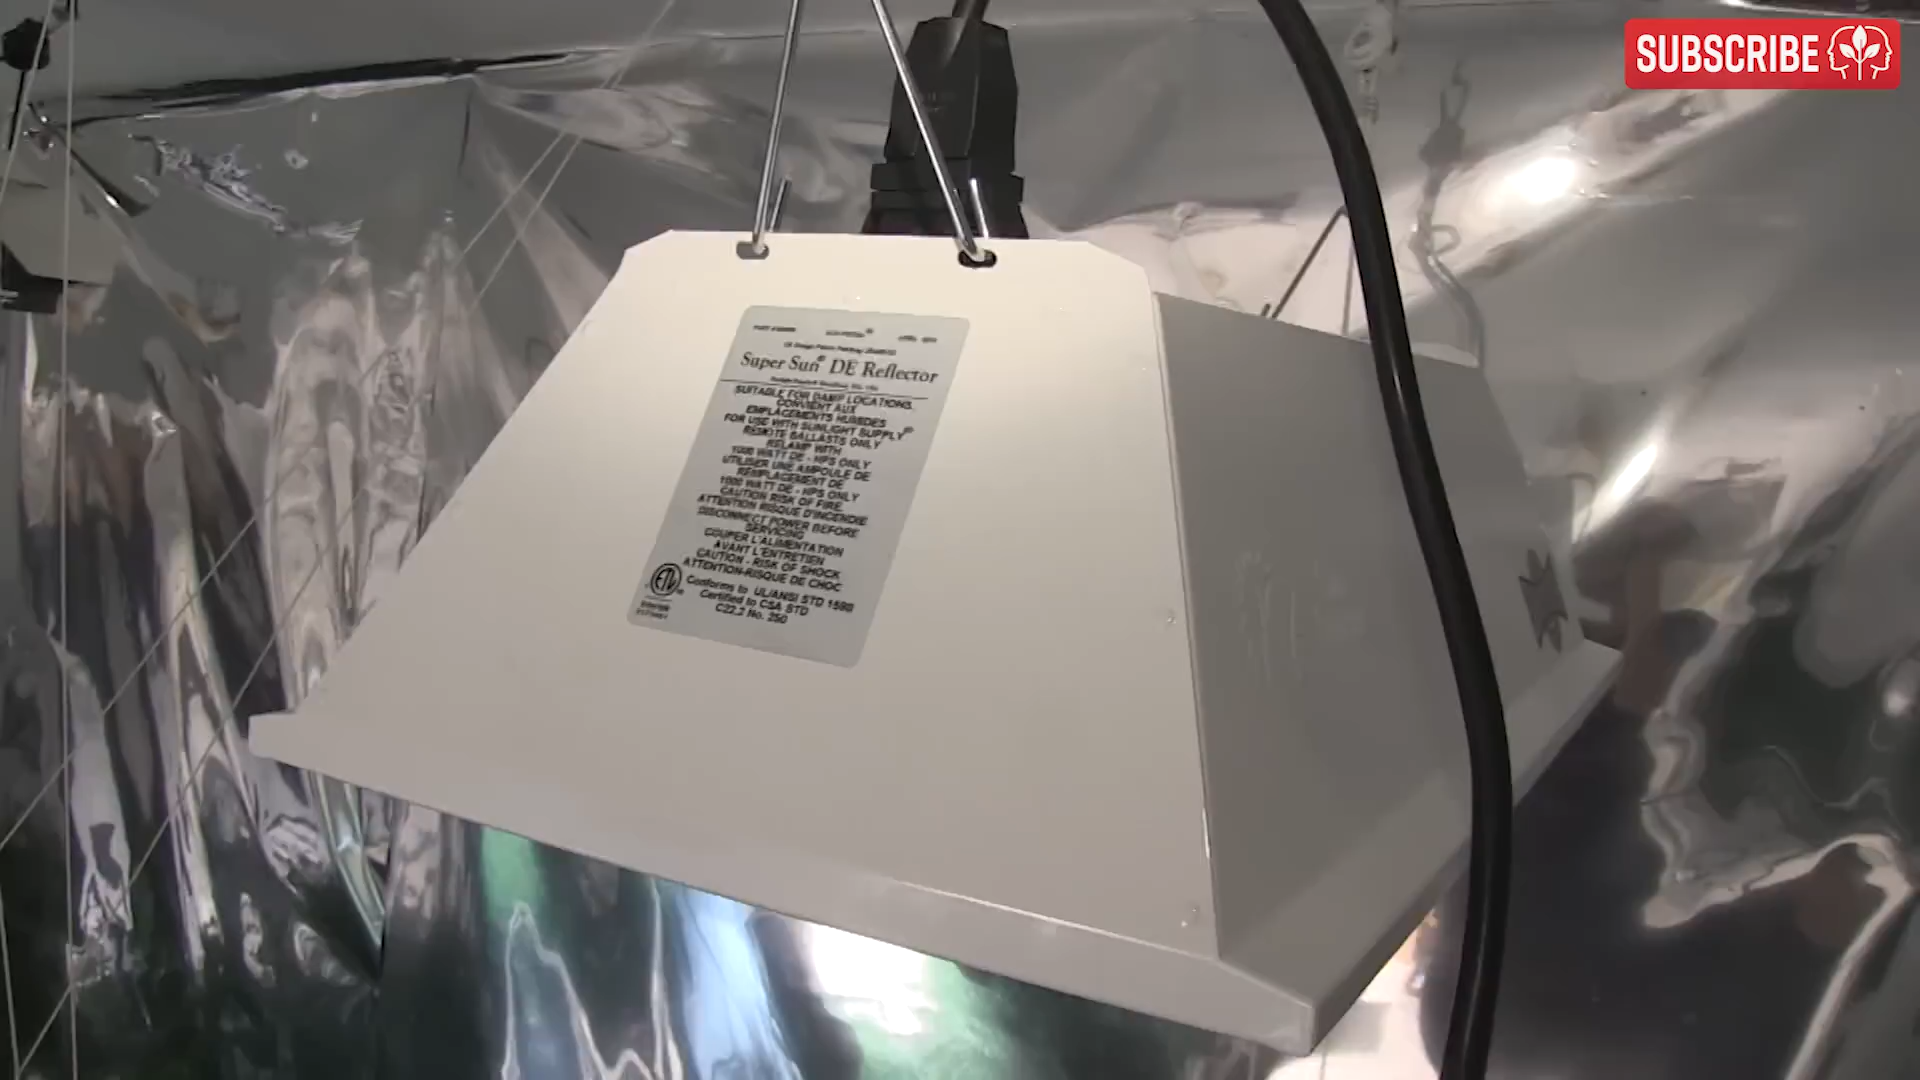 SUBSCRIBE
Super Sun® DE Reflector
SUITABLE FOR DAMP LOCATIONS.
CONVIENT AUX
EMPLACEMENTS HUMIDES
FOR USE WITH SUNLIGHT SUPPLY®
REMOTE BALLASTS ONLY
RELAMP WITH
1000 WATT DE - HPS ONLY
UTILISER UNE AMPOULE DE
REMPLACEMENT DE
1000 WATT DE - HPS ONLY
CAUTION RISK OF FIRE.
ATTENTION RISQUE D'INCENDIE
DISCONNECT POWER BEFORE
SERVICING
COUPER L'ALIMENTATION
AVANT L'ENTRETIEN
CAUTION - RISK OF SHOCK
ATTENTION-RISQUE DE CHOC
ETL
Conforms to UL/ANSI STD 1598
Certified to CSA STD
C22.2 No. 250
Intertek